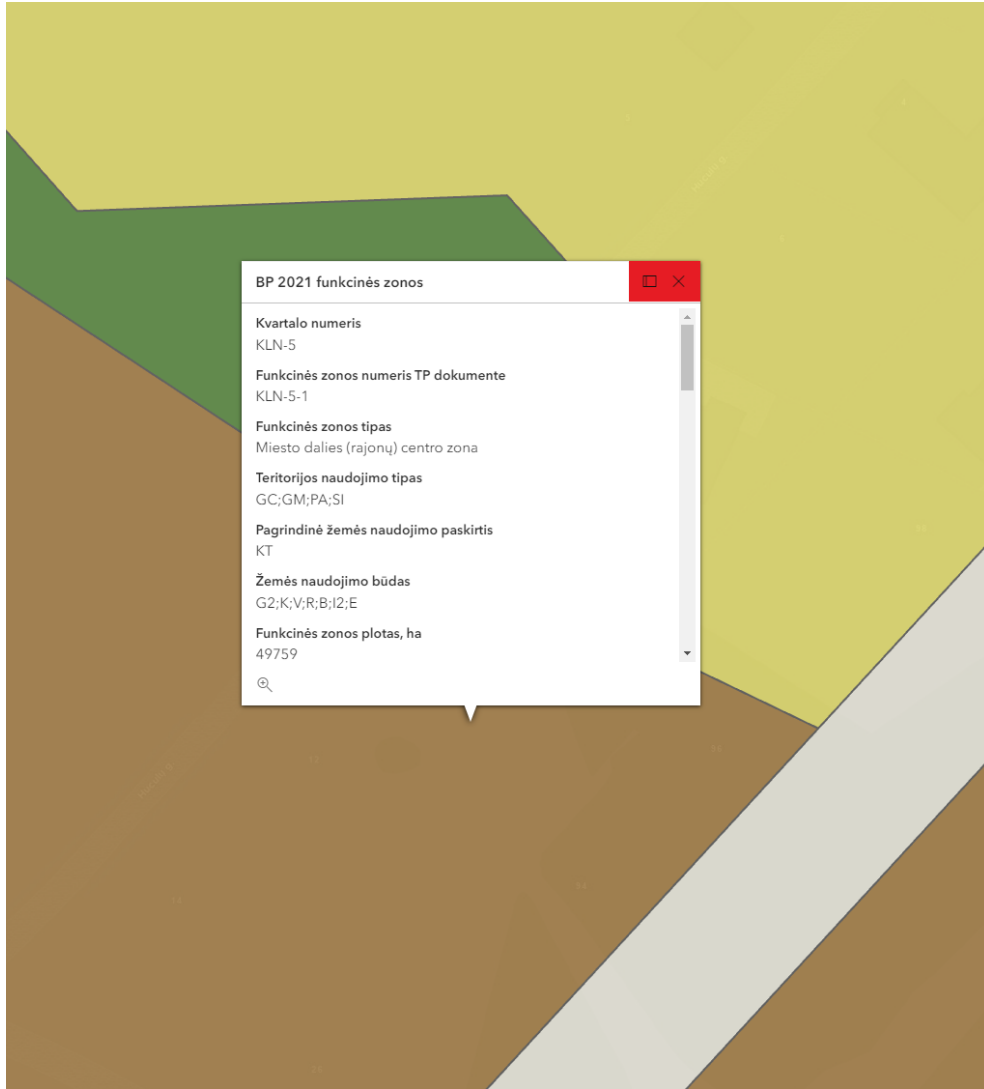 BP 2021 funkcinės zonos
Kvartalo numeris
KLN-5
Funkcinės zonos numeris TP dokumente
KLN-5-1
Funkcinės zonos tipas
Miesto dalies (rajonų) centro zona
Teritorijos naudojimo tipas
GC;GM;PA;SI
Pagrindinė žemės naudojimo paskirtis
KT
Žemės naudojimo būdas
G2;K;V;R;B;I2;E
Funkcinės zonos plotas, ha
49759